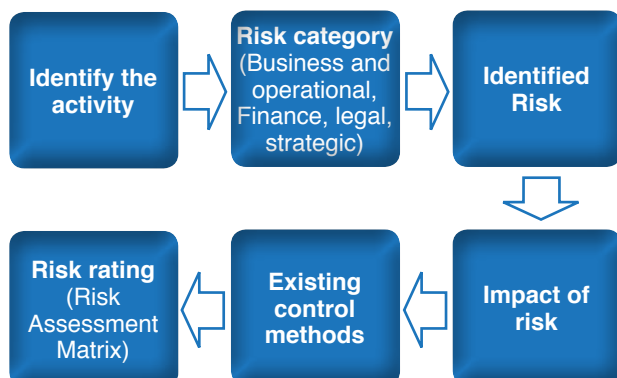 Identify the
activity
Risk category
(Business and
operational,
Finance, legal,
strategic)
Identified
Risk
Impact of
risk
Existing
control
methods
Risk rating
(Risk
Assessment
Matrix)